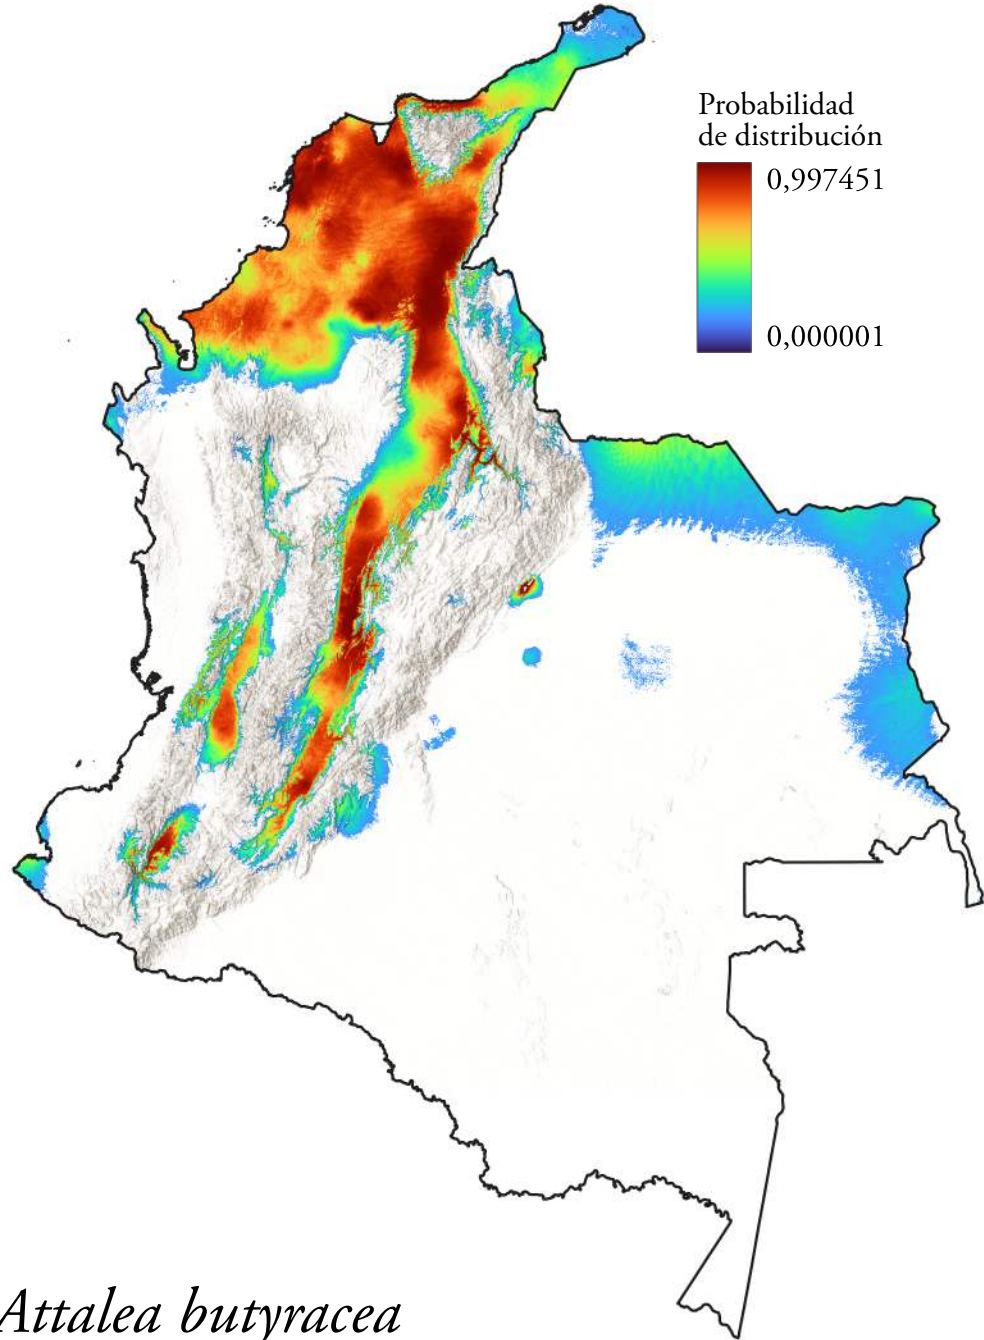 Probabilidad
de distribución
0,997451
0,000001
Attalea butyracea